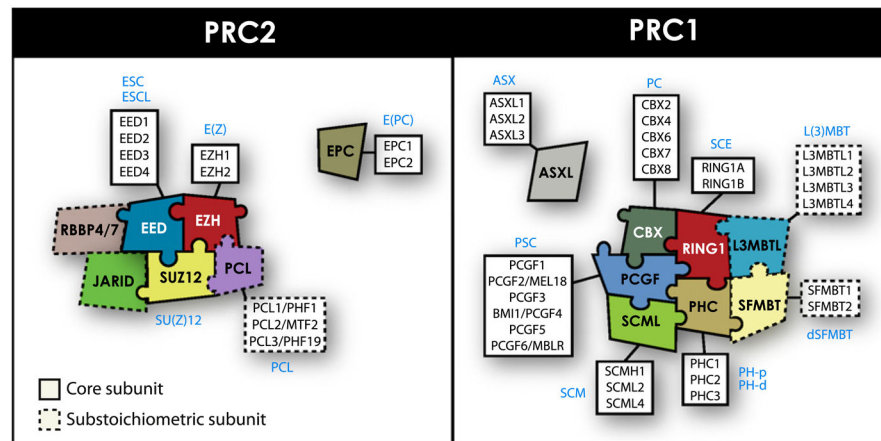 PRC2
PRC1
ESC
ESCL
EED1
EED2
EED3
EED4
E(Z)
EZH1
EZH2
E(PC)
EPC
EPC1
EPC2
RBBP4/7
EED
EZH
JARID
SUZ12
PCL
SU(Z)12
PCL1/PHF1
PCL2/MTF2
PCL3/PHF19
PCL
Core subunit
Substoichiometric subunit
ASX
ASXL1
ASXL2
ASXL3
ASXL
PC
CBX2
CBX4
CBX6
CBX7
CBX8
SCE
RING1A
RING1B
L(3)MBT
L3MBTL1
L3MBTL2
L3MBTL3
L3MBTL4
CBX
RING1
L3MBTL
PSC
PCGF1
PCGF2/MEL18
PCGF3
BMI1/PCGF4
PCGF5
PCGF6/MBLR
PCGF
SCML
PHC
SFMBT
SFMBT1
SFMBT2
dSFMBT
SCM
SCMH1
SCML2
SCML4
PHC1
PHC2
PHC3
PH-p
PH-d